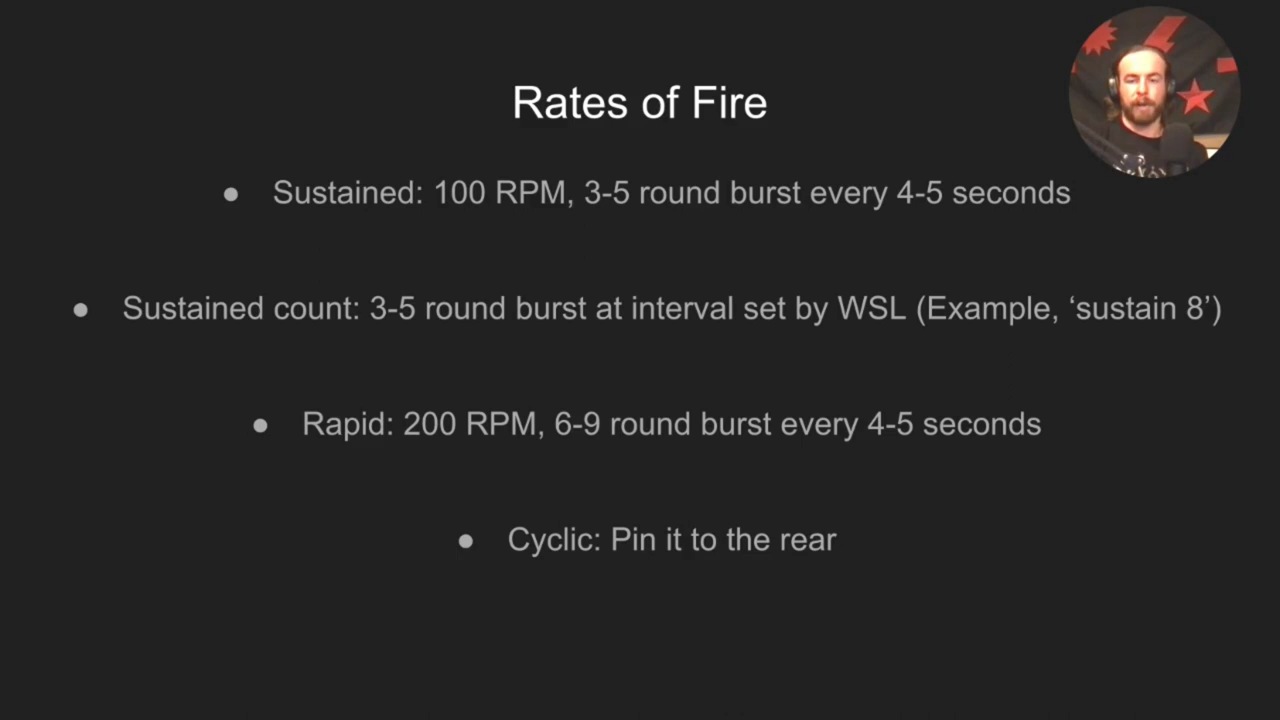 Rates of Fire
● Sustained: 100 RPM, 3-5 round burst every 4-5 seconds
● Sustained count: 3-5 round burst at interval set by WSL (Example, ‘sustain 8’)
● Rapid: 200 RPM, 6-9 round burst every 4-5 seconds
● Cyclic: Pin it to the rear